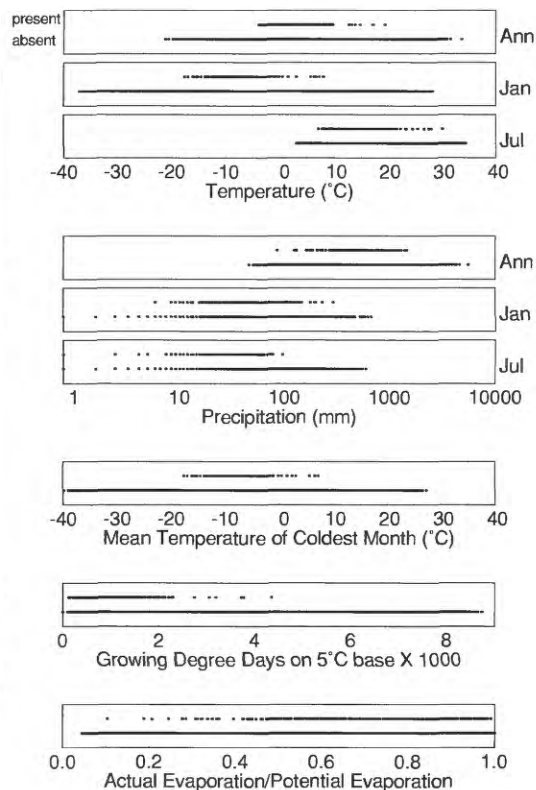 present
absent
Ann
Jan
Jul
-40 -30 -20 -10 0 10 20 30 40
Temperature (˚C)
Ann
Jan
Jul
1 10 100 1000 10000
Precipitation (mm)
-40 -30 -20 -10 0 10 20 30 40
Mean Temperature of Coldest Month (˚C)
0 2 4 6 8
Growing Degree Days on 5˚C base X 1000
0.0 0.2 0.4 0.6 0.8 1.0
Actual Evaporation/Potential Evaporation